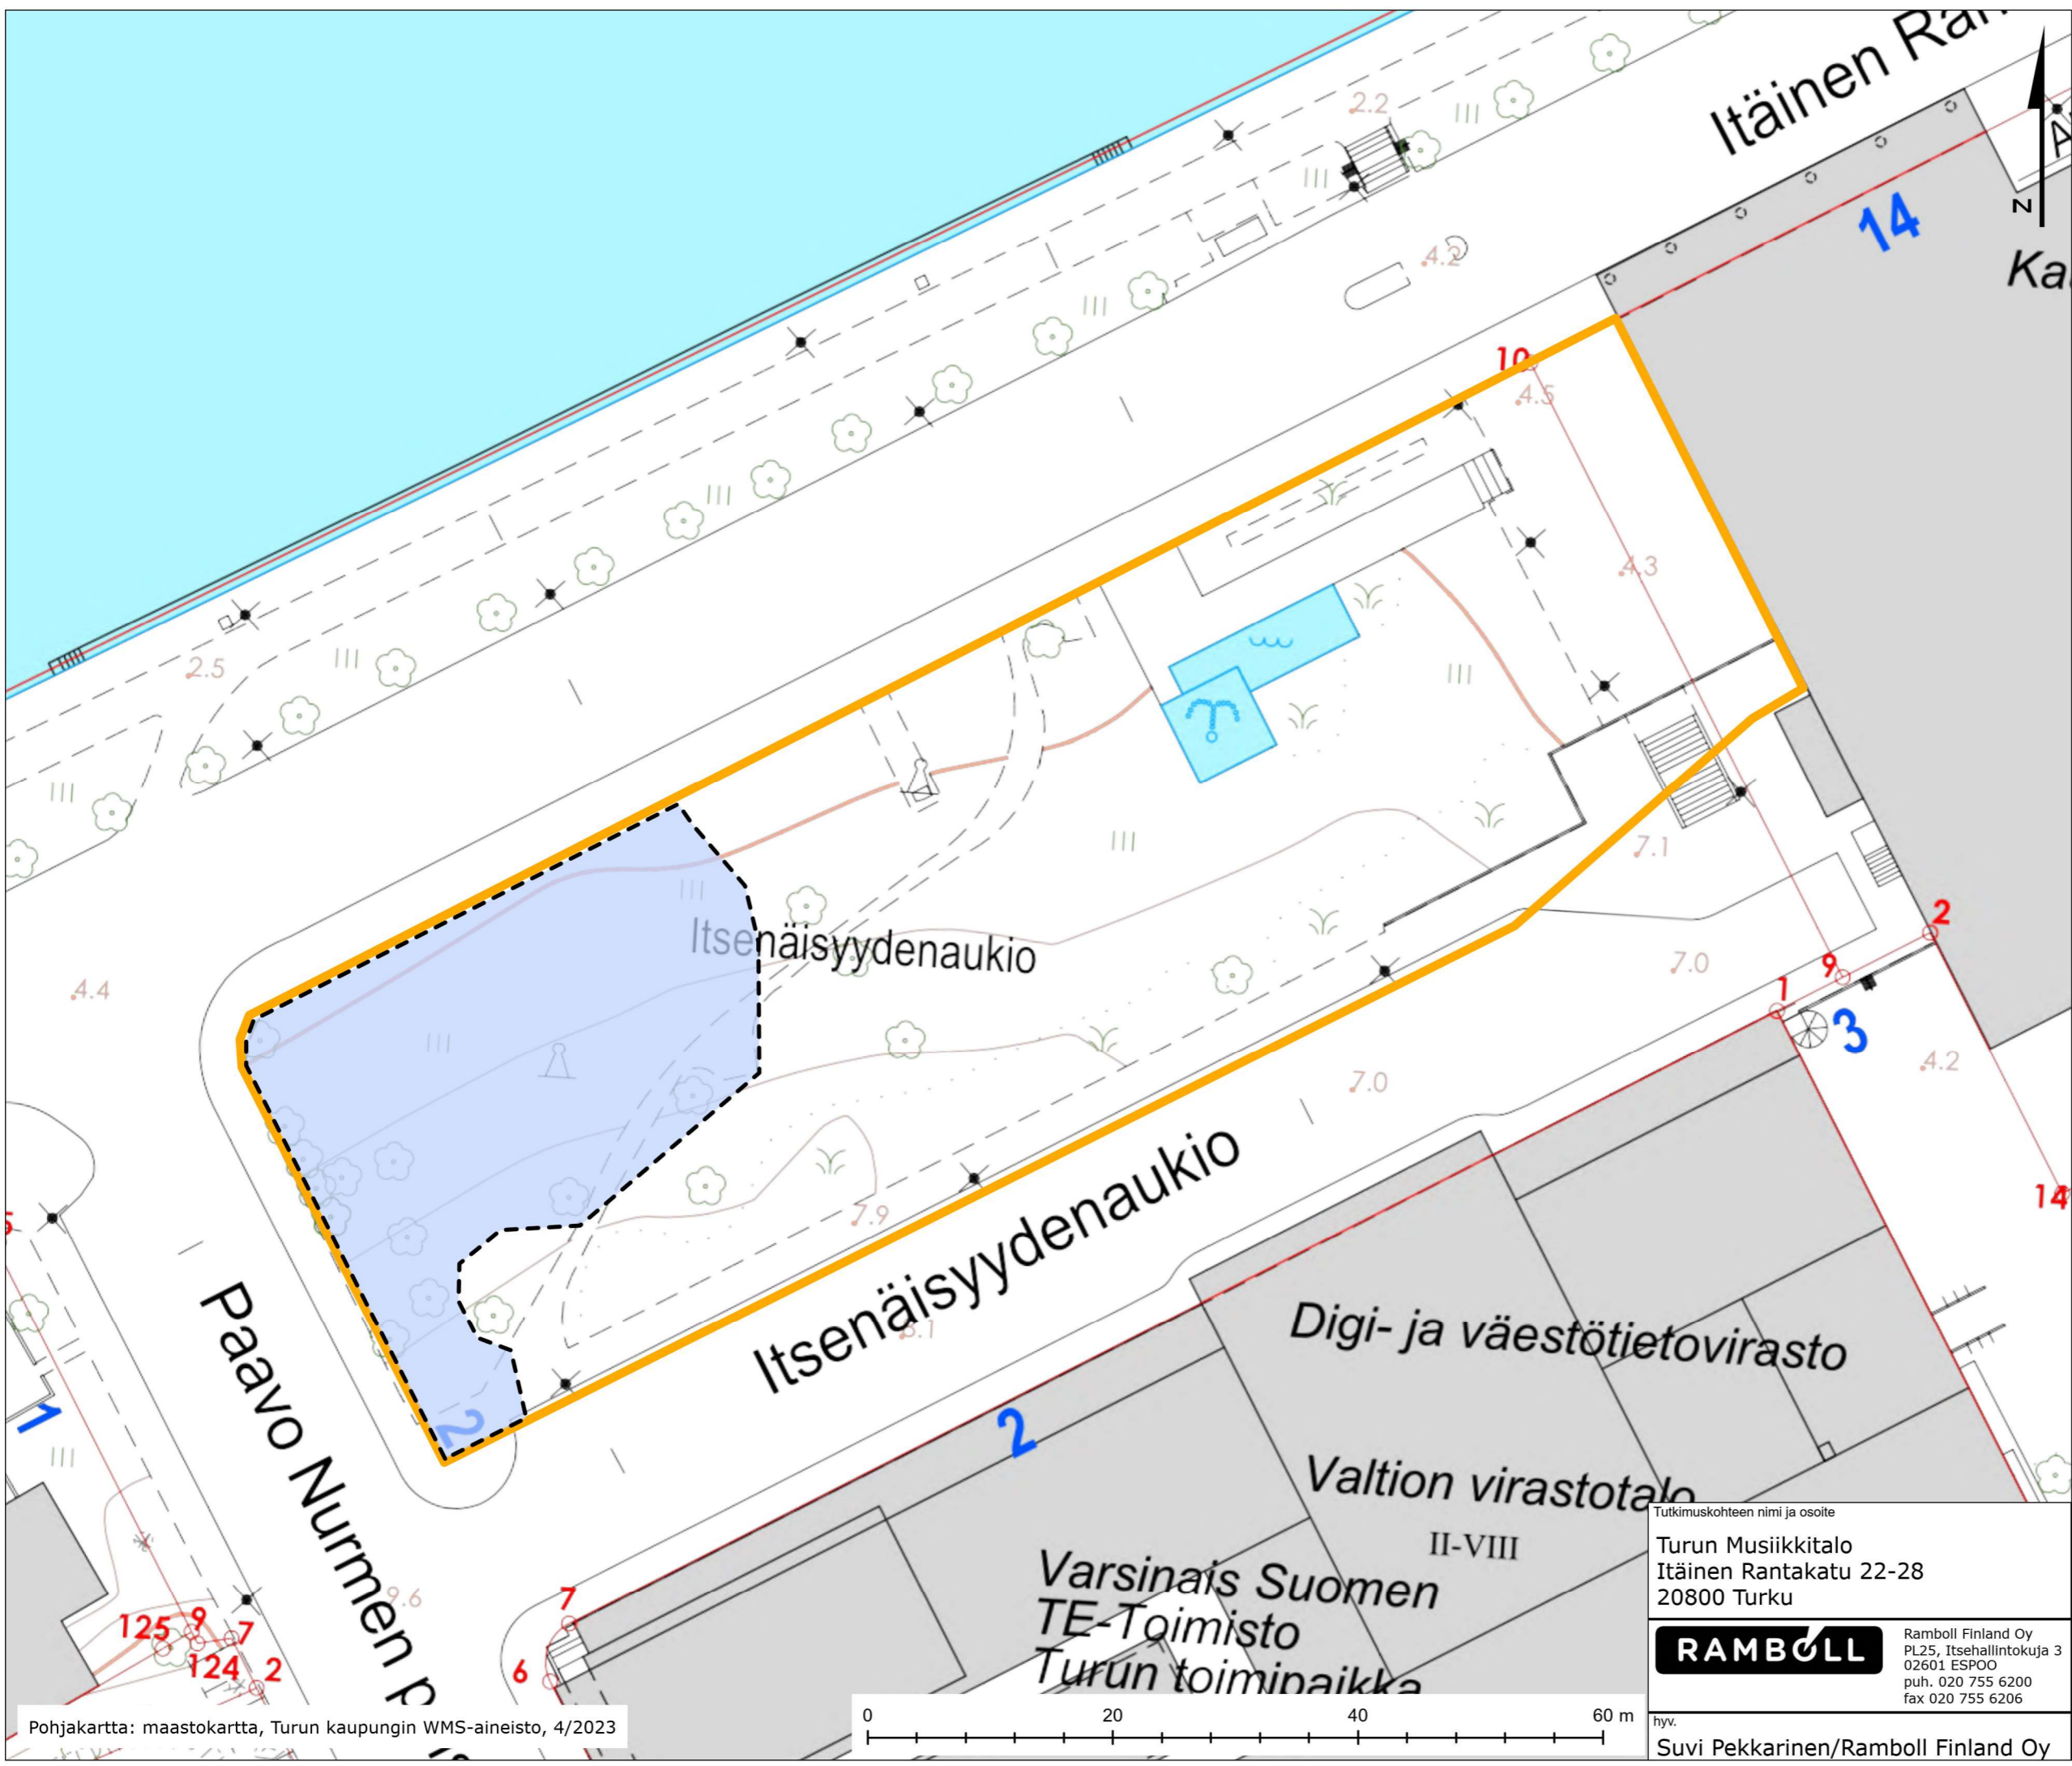 Itäinen Ran
2.2
N
14
Ka
4.2
10
4.5
2.5
4.3
7.1
Itsenäisyydenaukio
2
4.4
7.0
9
1
3
4.2
7.0
14
7.9
Itsenäisyydenaukio
8.1
Paavo Nurmen p
Digi- ja väestötietovirasto
1
2
2
Valtion virastotalo
II-VIII
Varsinais Suomen
TE-Toimisto
Turun toimipaikka
9.6
7
6
125
9
7
124
2
Tutkimuskohteen nimi ja osoite
Turun Musiikkitalo
Itäinen Rantakatu 22-28
20800 Turku
RAMBOLL
Ramboll Finland Oy
PL25, Itsehallintokuja 3
02601 ESPOO
puh. 020 755 6200
fax 020 755 6206
hyv.
Suvi Pekkarinen/Ramboll Finland Oy
Pohjakartta: maastokartta, Turun kaupungin WMS-aineisto, 4/2023
0 20 40 60 m